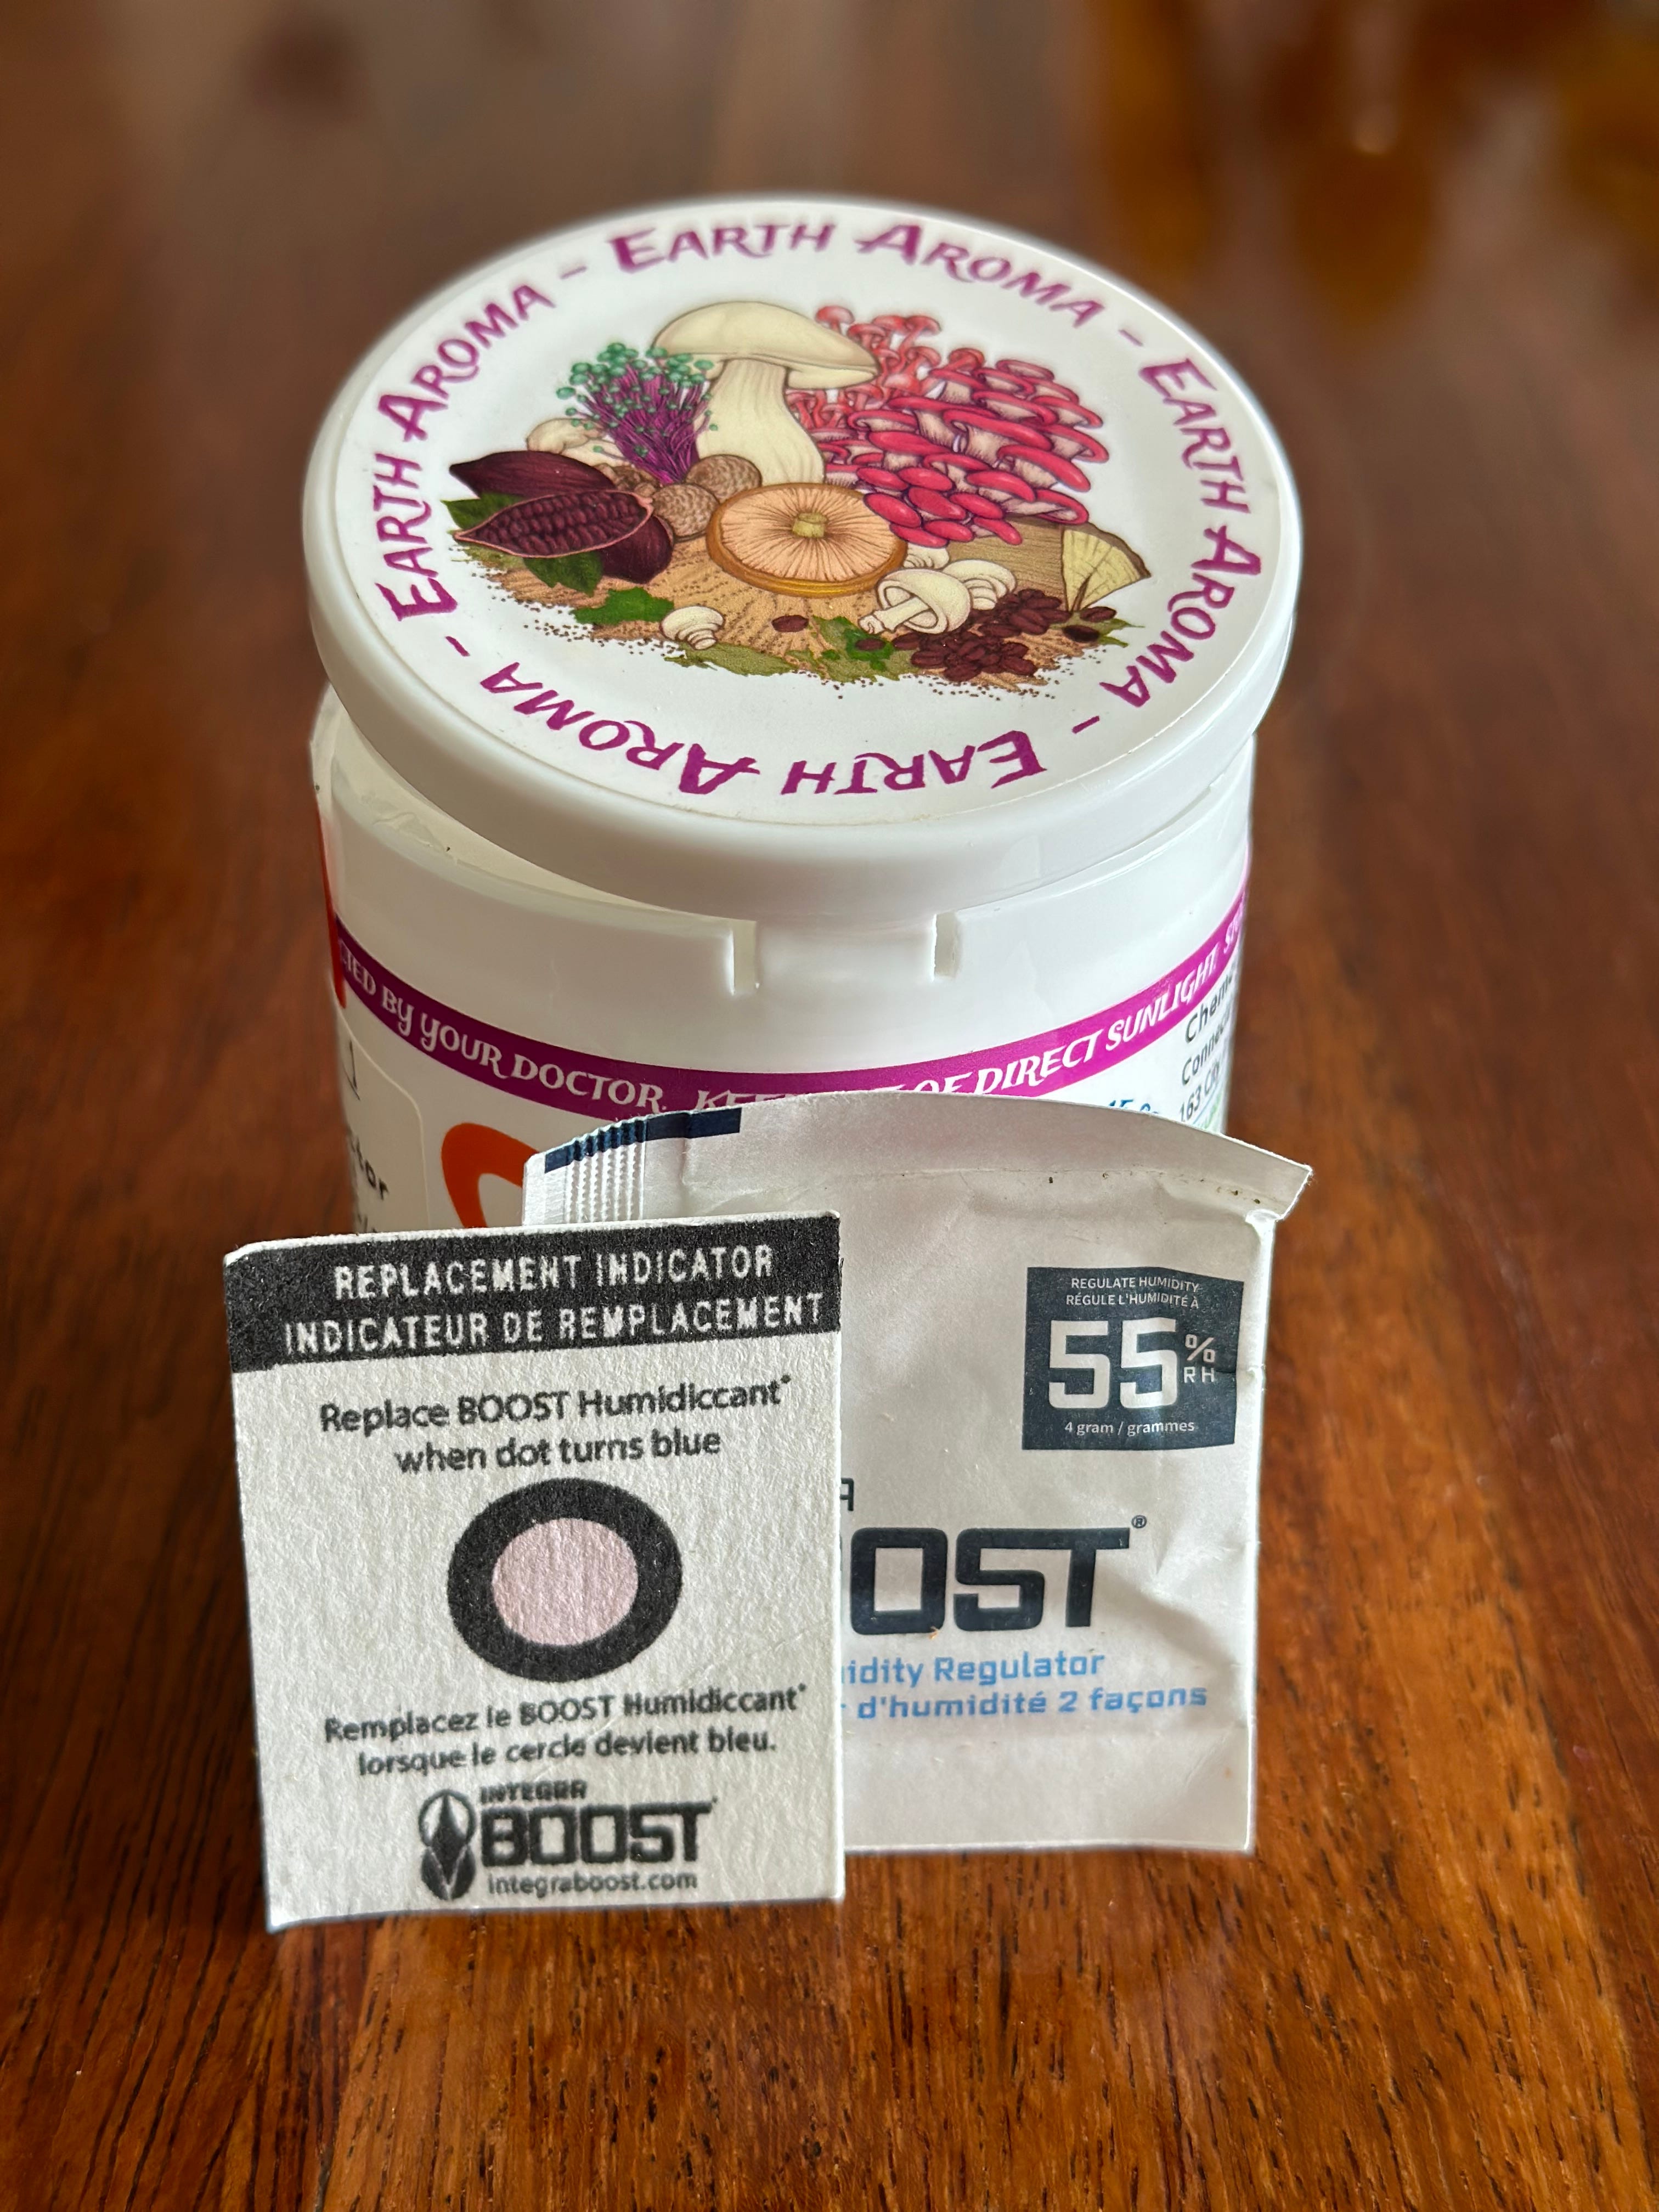 EARTH AROMA - EARTH AROMA - EARTH AROMA - EARTH AROMA -
BY YOUR DOCTOR. OF DIRECT SUNLIGHT.
163
REPLACEMENT INDICATOR
INDICATEUR DE REMPLACEMENT
Replace BOOST Humidiccant*
when dot turns blue
Remplacez le BOOST Humidiccant*
lorsque le cercle devient bleu.
INTEGRA
BOOST
integraboost.com
REGULATE HUMIDITY
RÉGULE L'HUMIDITÉ À
55% RH
4 gram / grammes
OST®
idity Regulator
d'humidité 2 façons